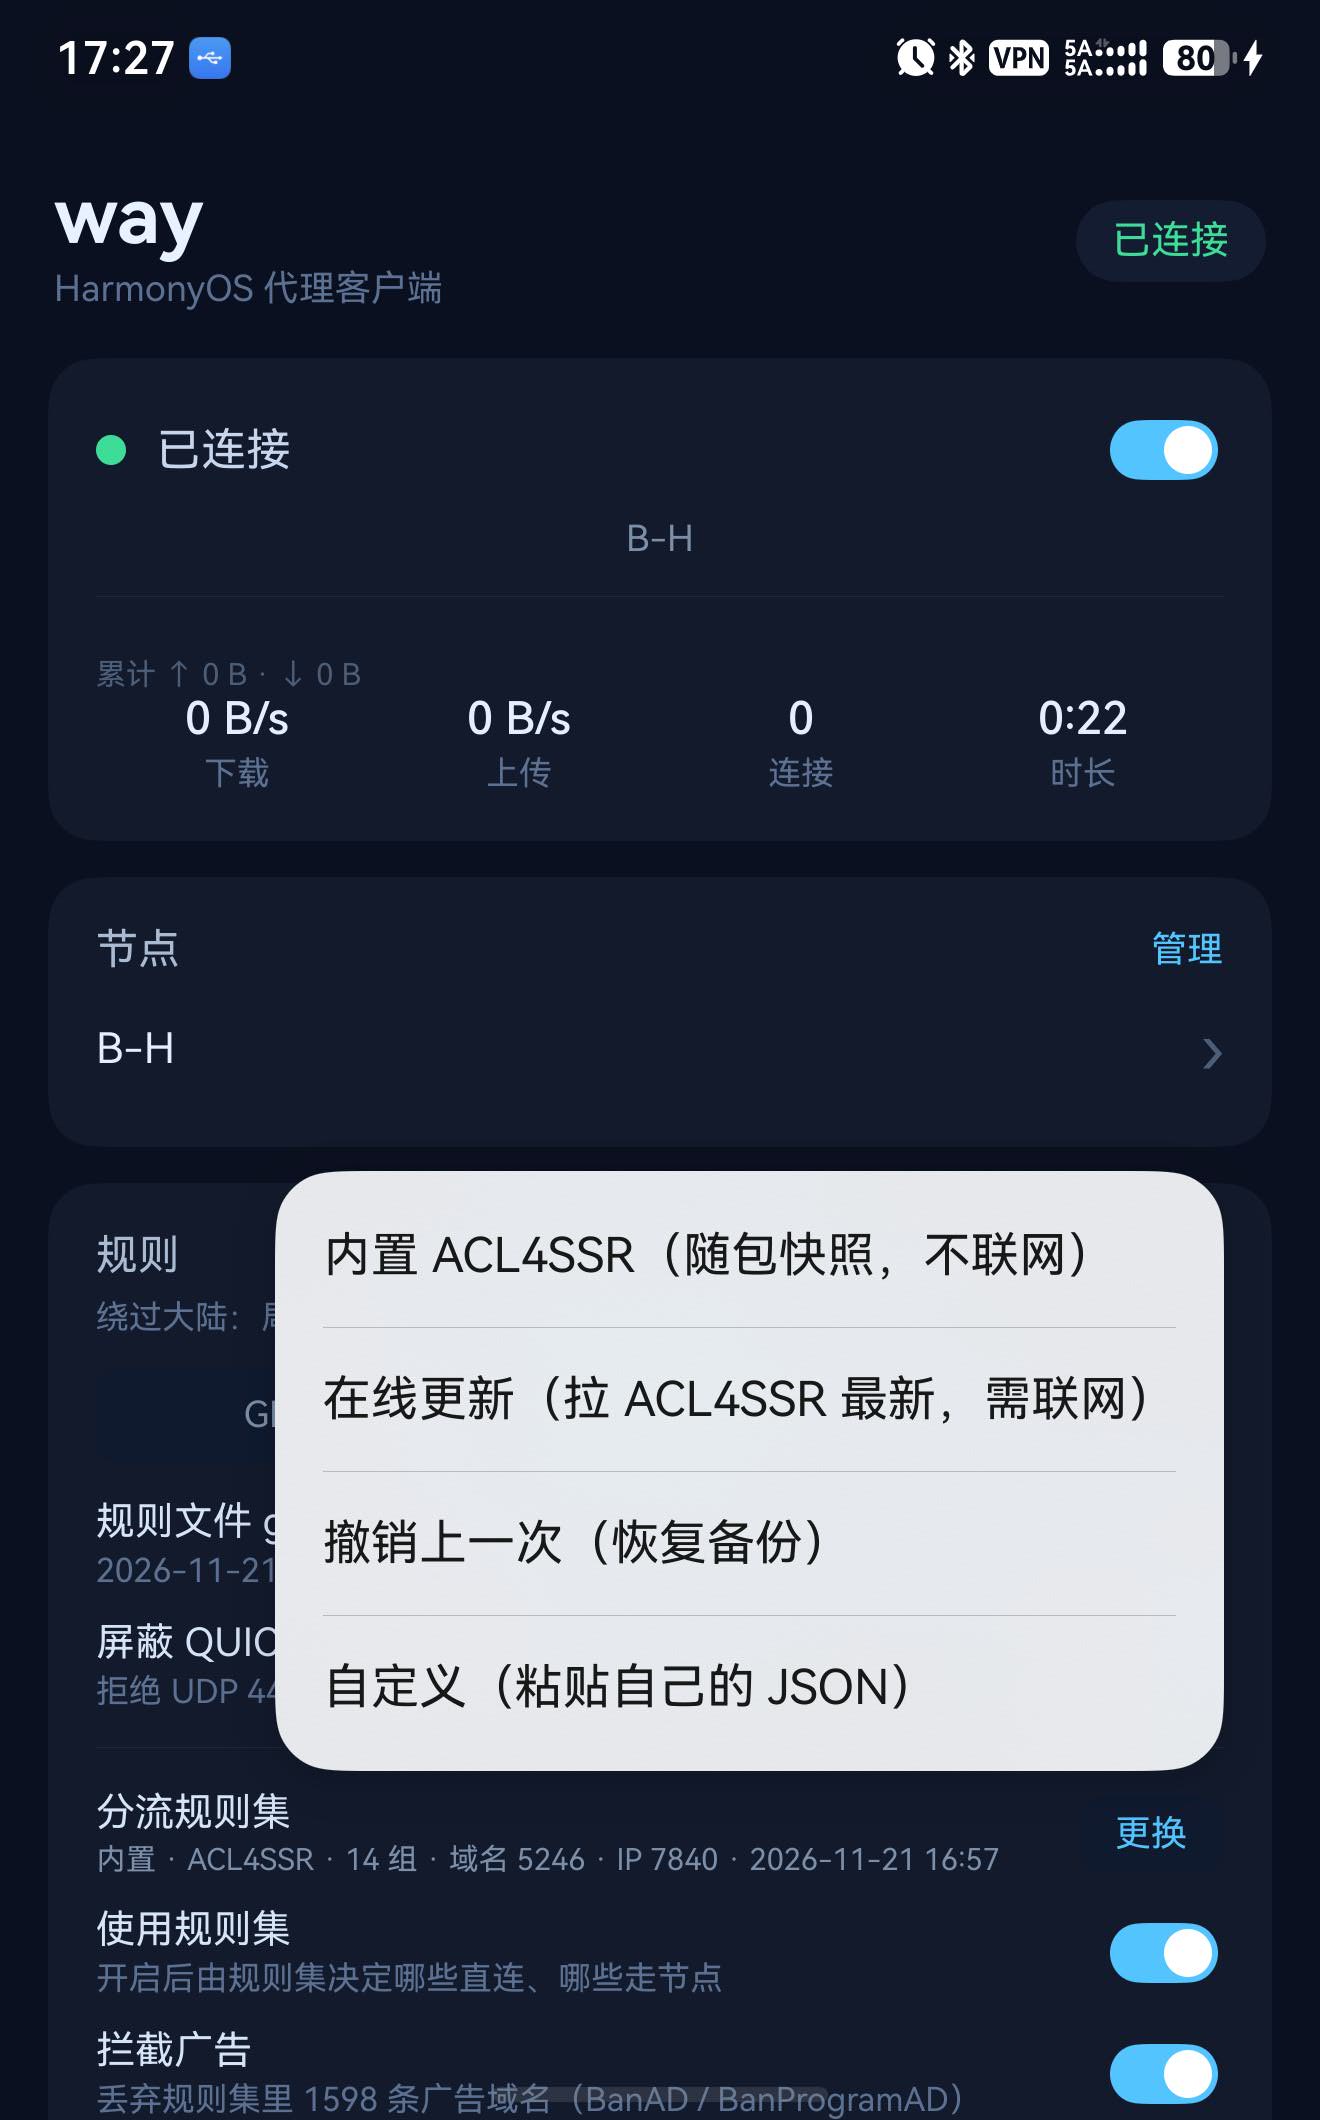 17:27
VPN
5A
5A
80
way
已连接
HarmonyOS 代理客户端
已连接
B-H
累计 ↑ 0 B · ↓ 0 B
0 B/s
0 B/s
0
0:22
下载
上传
连接
时长
节点
管理
B-H
规则
绕过大陆：
内置 ACL4SSR（随包快照，不联网）
在线更新（拉 ACL4SSR 最新，需联网）
撤销上一次（恢复备份）
自定义（粘贴自己的 JSON）
规则文件
2026-11-21
屏蔽 QUIC
拒绝 UDP 44
分流规则集
更换
内置 · ACL4SSR · 14 组 · 域名 5246 · IP 7840 · 2026-11-21 16:57
使用规则集
开启后由规则集决定哪些直连、哪些走节点
拦截广告
丢弃规则集里 1598 条广告域名（BanAD / BanProgramAD）